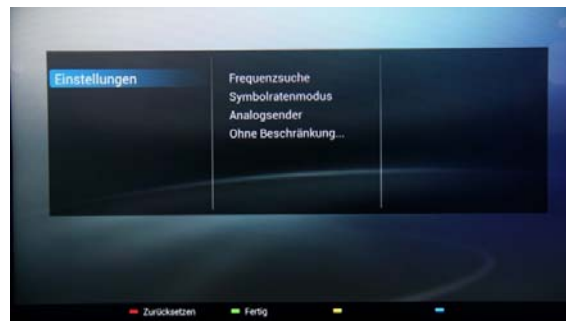 Einstellungen
Frequenzsuche
Symbolratenmodus
Analogsender
Ohne Beschränkung...
Zurücksetzen Fertig